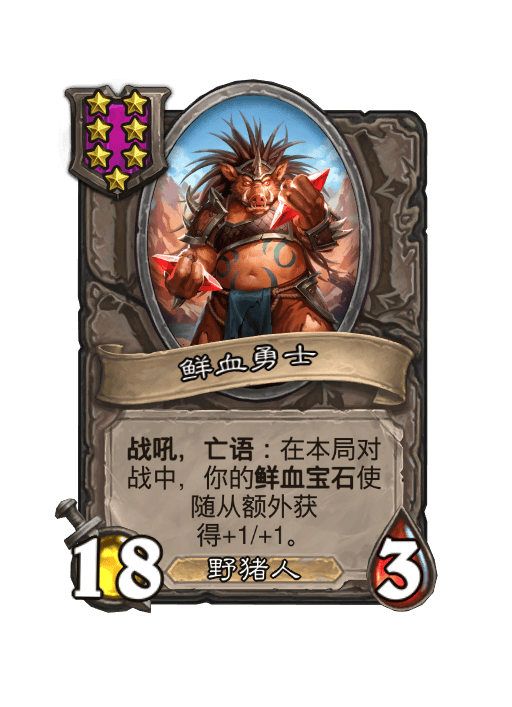 鲜血勇士
战吼，亡语：在本局对
战中，你的鲜血宝石使
随从额外获
得+1/+1。
18
野猪人
3